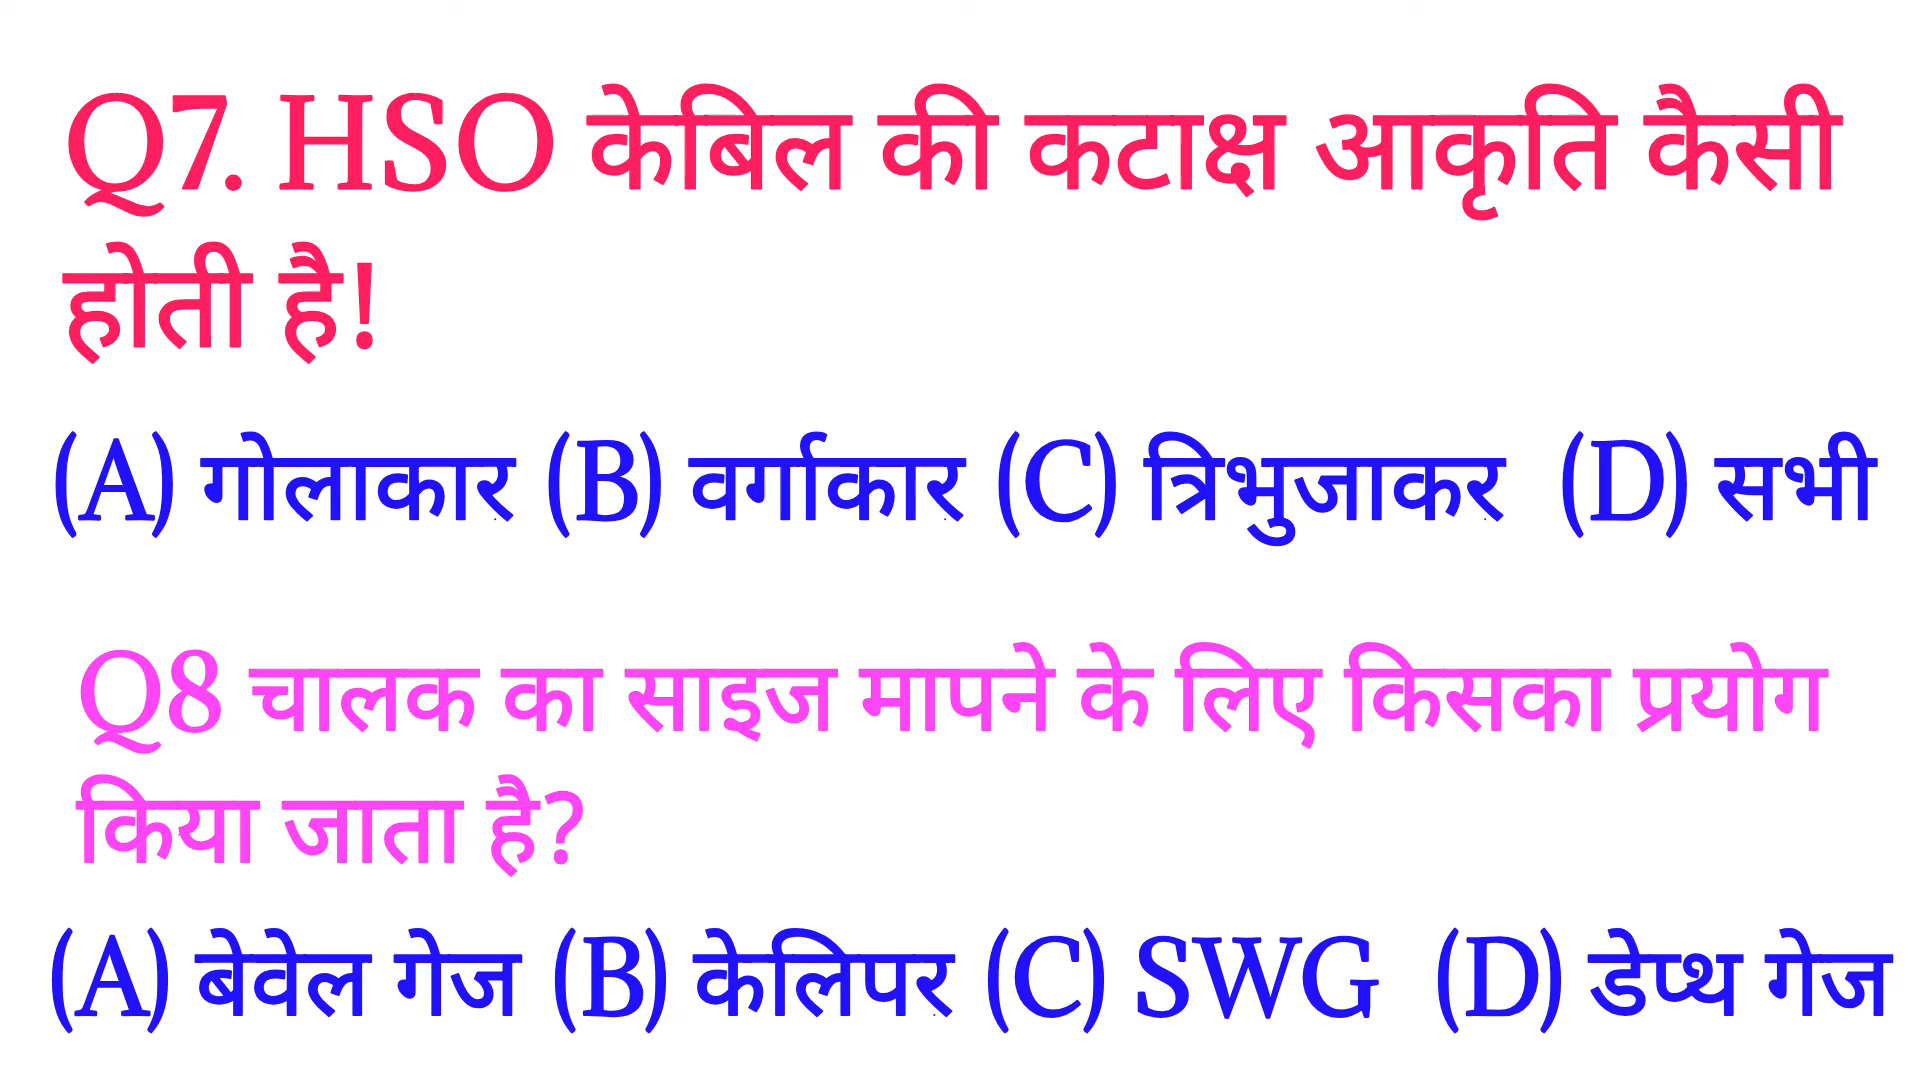 Q7. HSO केबिल की कटाक्ष आकृति कैसी
होती है!
(A) गोलाकार (B) वर्गाकार (C) त्रिभुजाकर (D) सभी
Q8 चालक का साइज मापने के लिए किसका प्रयोग
किया जाता है?
(A) बेवेल गेज (B) केलिपर (C) SWG (D) डेप्थ गेज